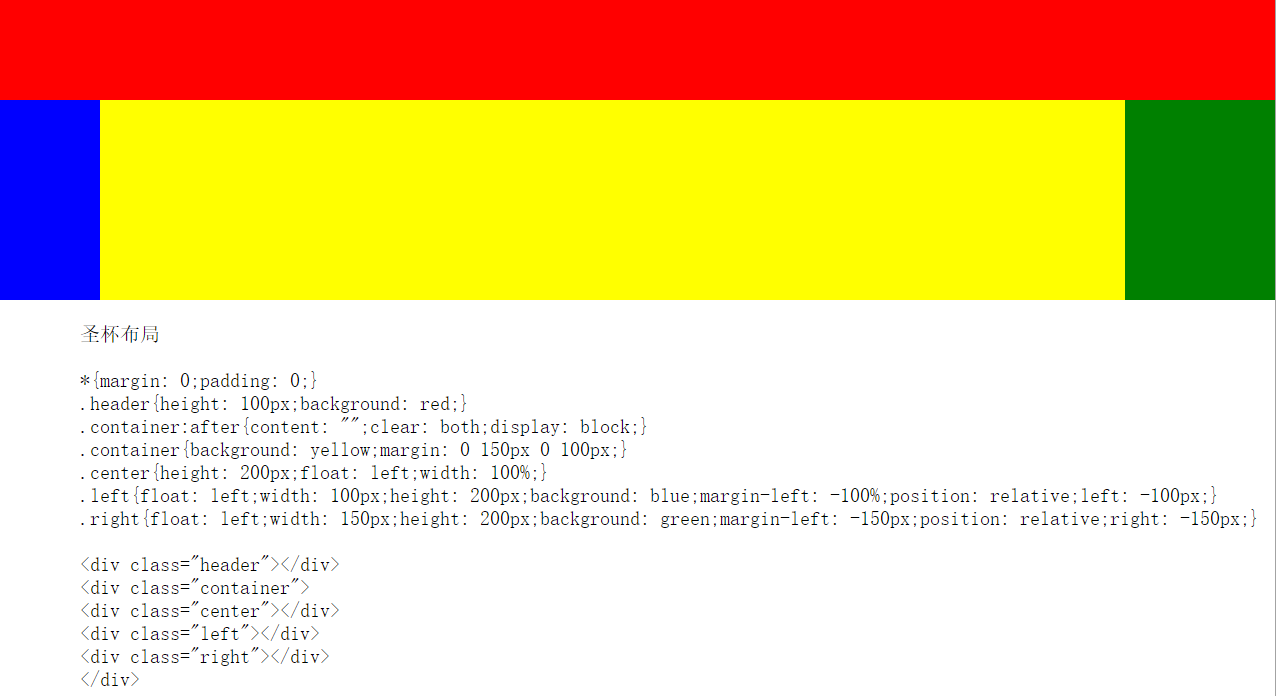 圣杯布局
*{margin: 0;padding: 0;}
.header{height: 100px;background: red;}
.container:after{content: "";clear: both;display: block;}
.container{background: yellow;margin: 0 150px 0 100px;}
.center{height: 200px;float: left;width: 100%;}
.left{float: left;width: 100px;height: 200px;background: blue;margin-left: -100%;position: relative;left: -100px;}
.right{float: left;width: 150px;height: 200px;background: green;margin-left: -150px;position: relative;right: -150px;}
<div class="header"></div>
<div class="container">
<div class="center"></div>
<div class="left"></div>
<div class="right"></div>
</div>